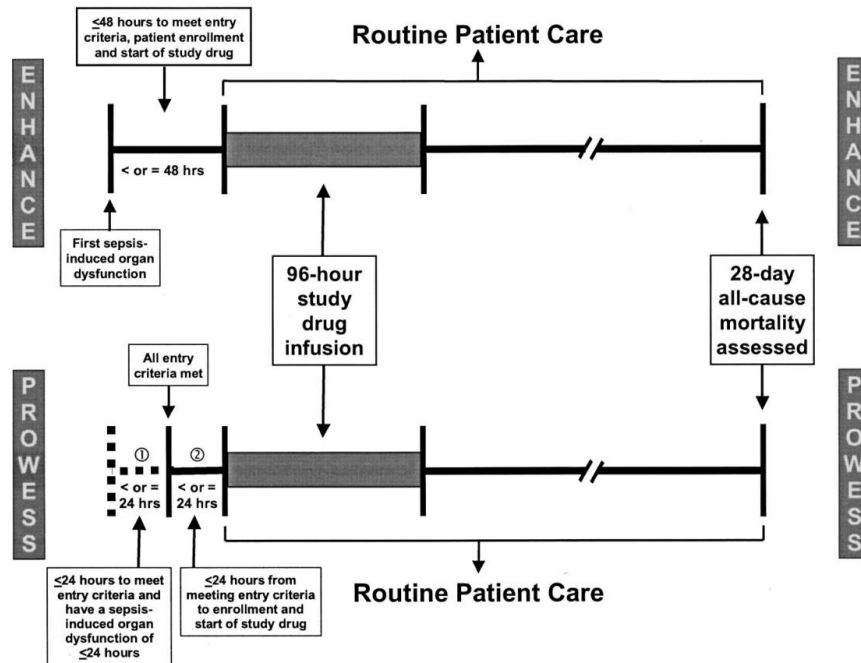 ≤48 hours to meet entry
criteria, patient enrollment
and start of study drug
Routine Patient Care
ENHANCE
ENHANCE
< or = 48 hrs
First sepsis-
induced organ
dysfunction
96-hour
study
drug
infusion
28-day
all-cause
mortality
assessed
All entry
criteria met
PROWESS
PROWESS
①
②
< or =
24 hrs
< or =
24 hrs
≤24 hours to meet
entry criteria and
have a sepsis-
induced organ
dysfunction of
≤24 hours
≤24 hours from
meeting entry criteria
to enrollment and
start of study drug
Routine Patient Care